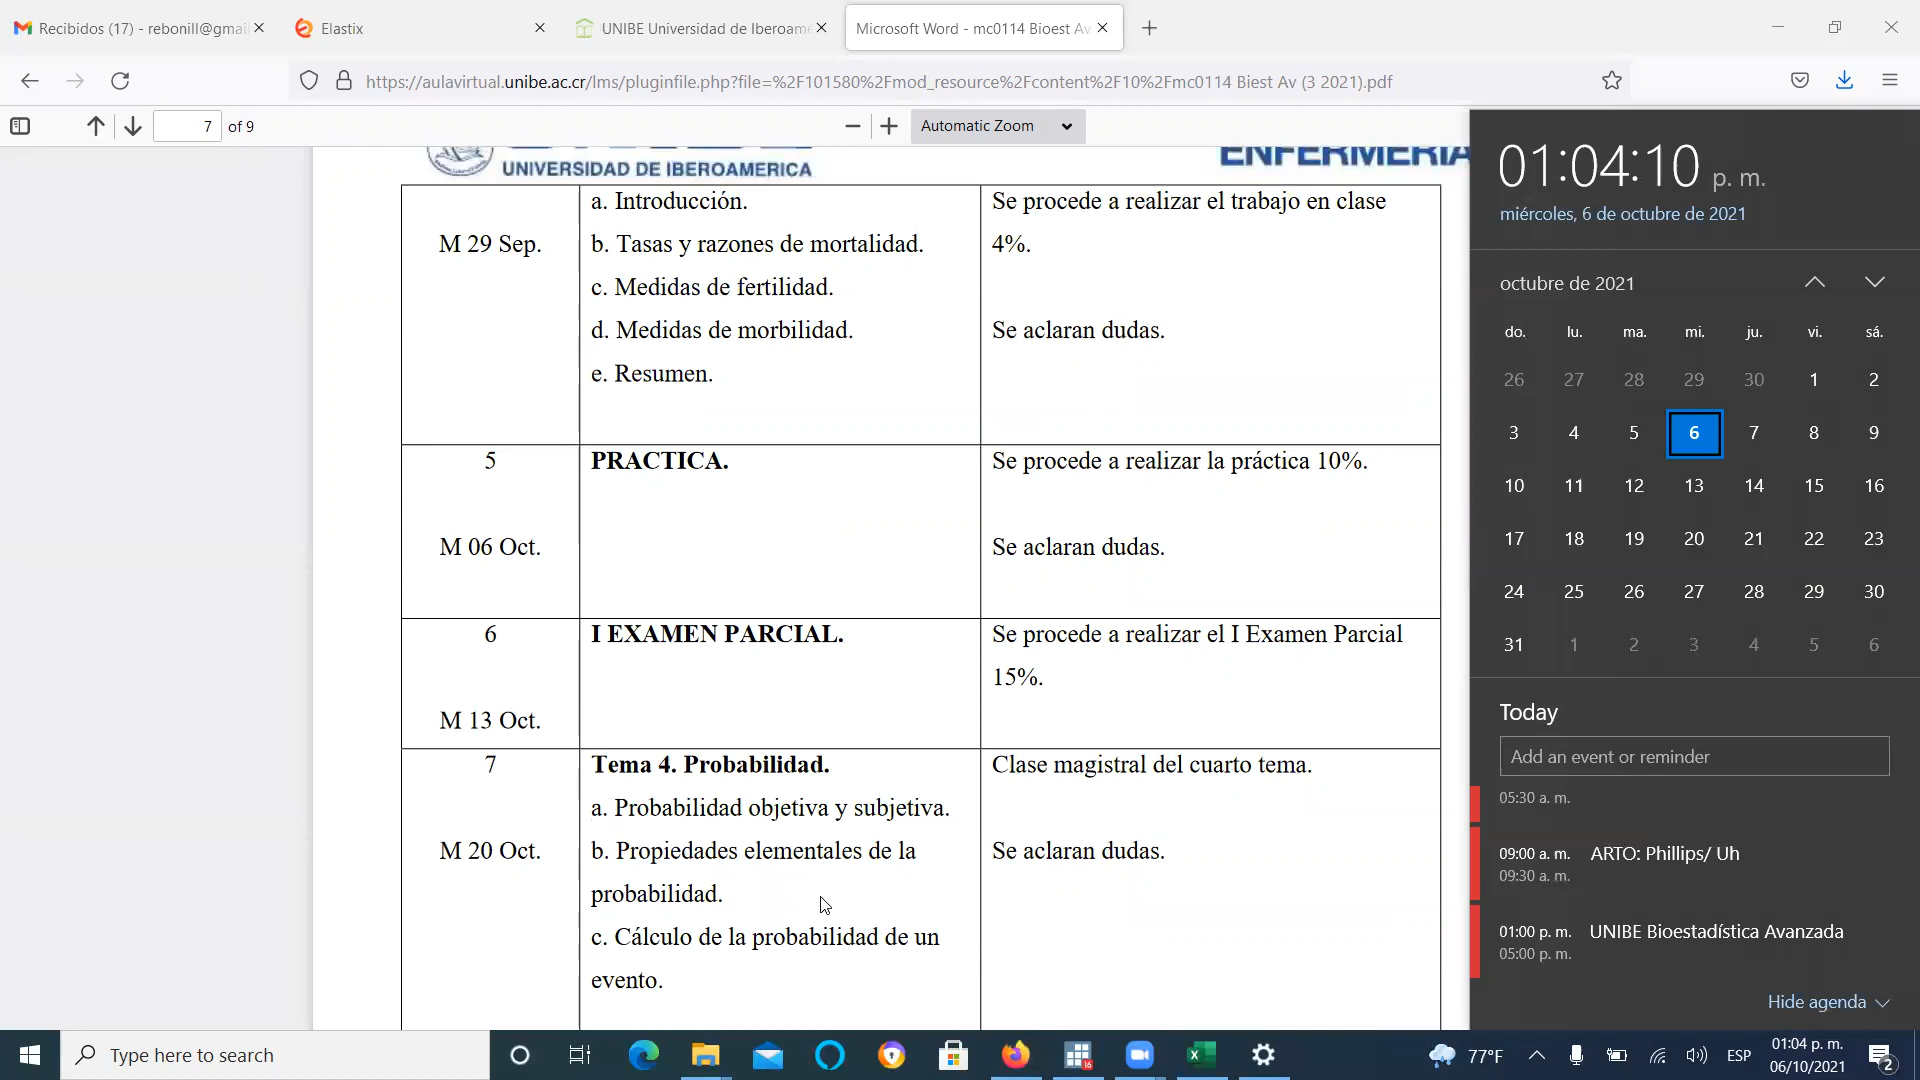 Recibidos (17) - rebonill@gmai
Elastix
UNIBE Universidad de Iberoame
Microsoft Word - mc0114 Bioest Av
https://aulavirtual.unibe.ac.cr/lms/pluginfile.php?file=%2F101580%2Fmod_resource%2Fcontent%2F10%2Fmc0114 Biest Av (3 2021).pdf
7 of 9
Automatic Zoom
UNIVERSIDAD DE IBEROAMERICA
ENFERMERIA
M 29 Sep.
a. Introducción.
b. Tasas y razones de mortalidad.
c. Medidas de fertilidad.
d. Medidas de morbilidad.
e. Resumen.
Se procede a realizar el trabajo en clase
4%.
Se aclaran dudas.
5
M 06 Oct.
PRACTICA.
Se procede a realizar la práctica 10%.
Se aclaran dudas.
6
M 13 Oct.
I EXAMEN PARCIAL.
Se procede a realizar el I Examen Parcial
15%.
7
M 20 Oct.
Tema 4. Probabilidad.
a. Probabilidad objetiva y subjetiva.
b. Propiedades elementales de la
probabilidad.
c. Cálculo de la probabilidad de un
evento.
Clase magistral del cuarto tema.
Se aclaran dudas.
01:04:10 p. m.
miércoles, 6 de octubre de 2021
octubre de 2021
do. lu. ma. mi. ju. vi. sá.
26 27 28 29 30 1 2
3 4 5 6 7 8 9
10 11 12 13 14 15 16
17 18 19 20 21 22 23
24 25 26 27 28 29 30
31 1 2 3 4 5 6
Today
Add an event or reminder
05:30 a. m.
09:00 a. m. ARTO: Phillips/ Uh
09:30 a. m.
01:00 p. m. UNIBE Bioestadística Avanzada
05:00 p. m.
Hide agenda
Type here to search
16
77°F
ESP
01:04 p. m.
06/10/2021
2